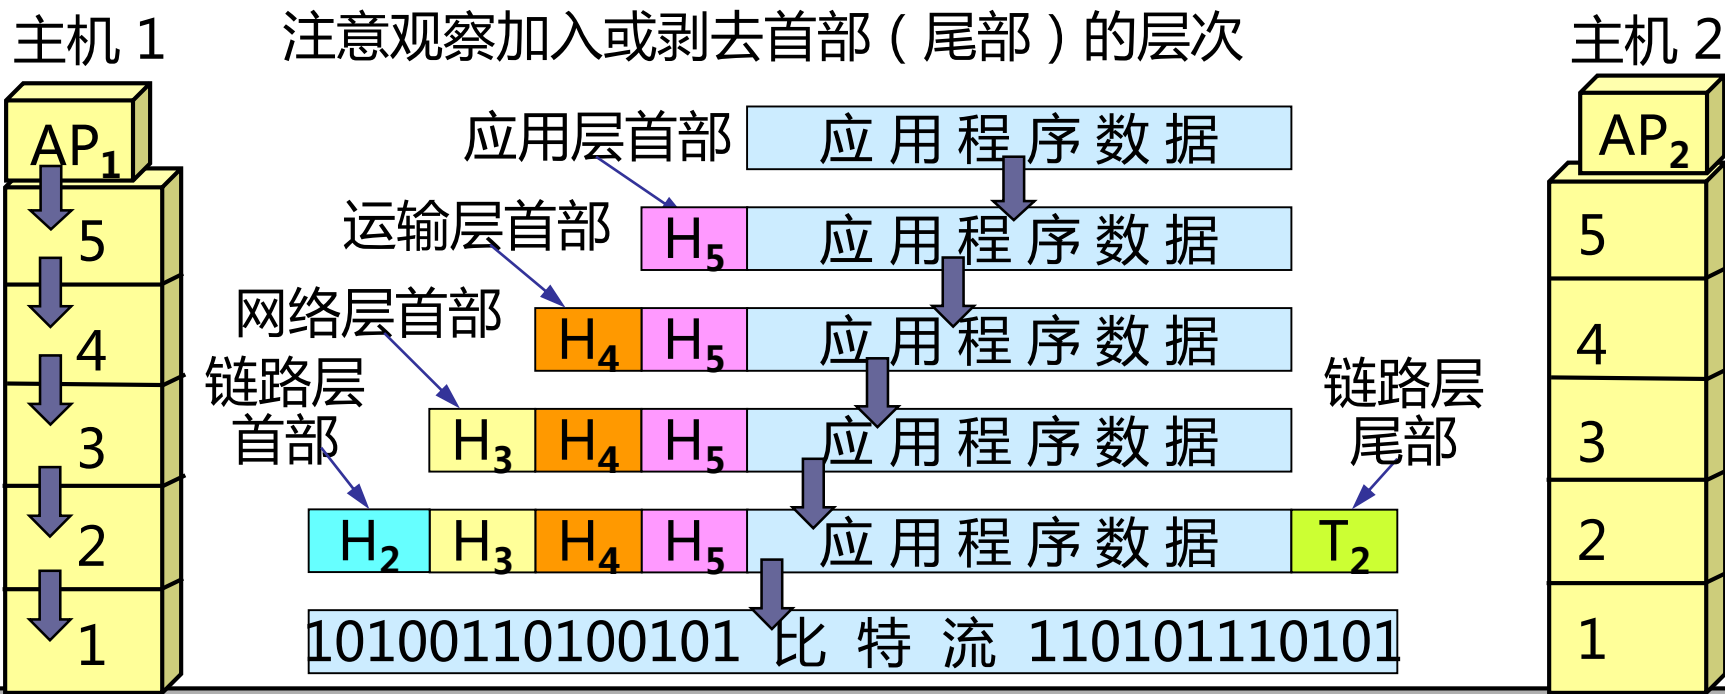 主机 1
注意观察加入或剥去首部（尾部）的层次
主机 2
AP1
AP2
应用层首部
应 用 程 序 数 据
运输层首部
H5 应 用 程 序 数 据
网络层首部
H4 H5 应 用 程 序 数 据
链路层
首部
H3 H4 H5 应 用 程 序 数 据
链路层
尾部
H2 H3 H4 H5 应 用 程 序 数 据 T2
10100110100101 比 特 流 110101110101
5
4
3
2
1
5
4
3
2
1